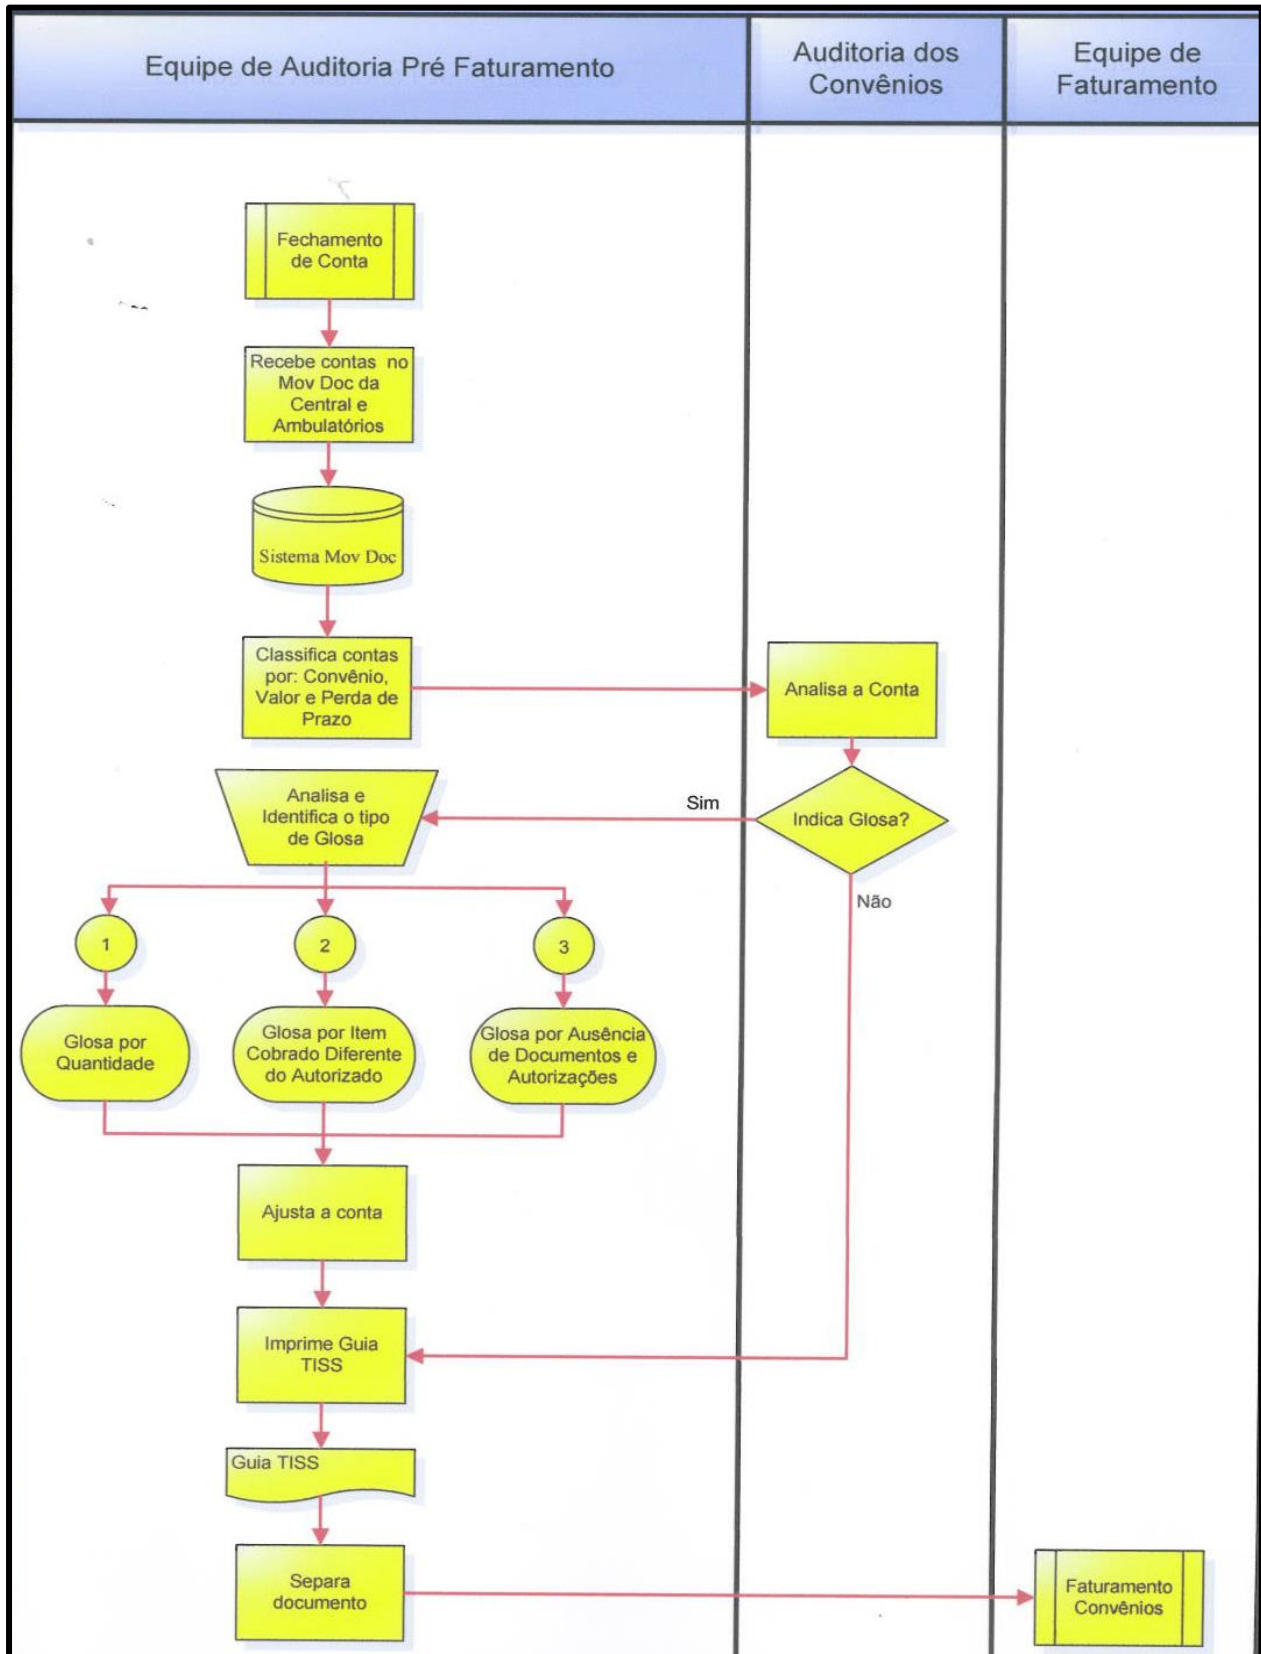 Equipe de Auditoria Pré Faturamento
Auditoria dos
Convênios
Equipe de
Faturamento
Fechamento
de Conta
Recebe contas no
Mov Doc da
Central e
Ambulatórios
Sistema Mov Doc
Classifica contas
por: Convênio,
Valor e Perda de
Prazo
Analisa a Conta
Analisa e
Identifica o tipo
de Glosa
Sim
Indica Glosa?
Não
1
2
3
Glosa por
Quantidade
Glosa por Item
Cobrado Diferente
do Autorizado
Glosa por Ausência
de Documentos e
Autorizações
Ajusta a conta
Imprime Guia
TISS
Guia TISS
Separa
documento
Faturamento
Convênios